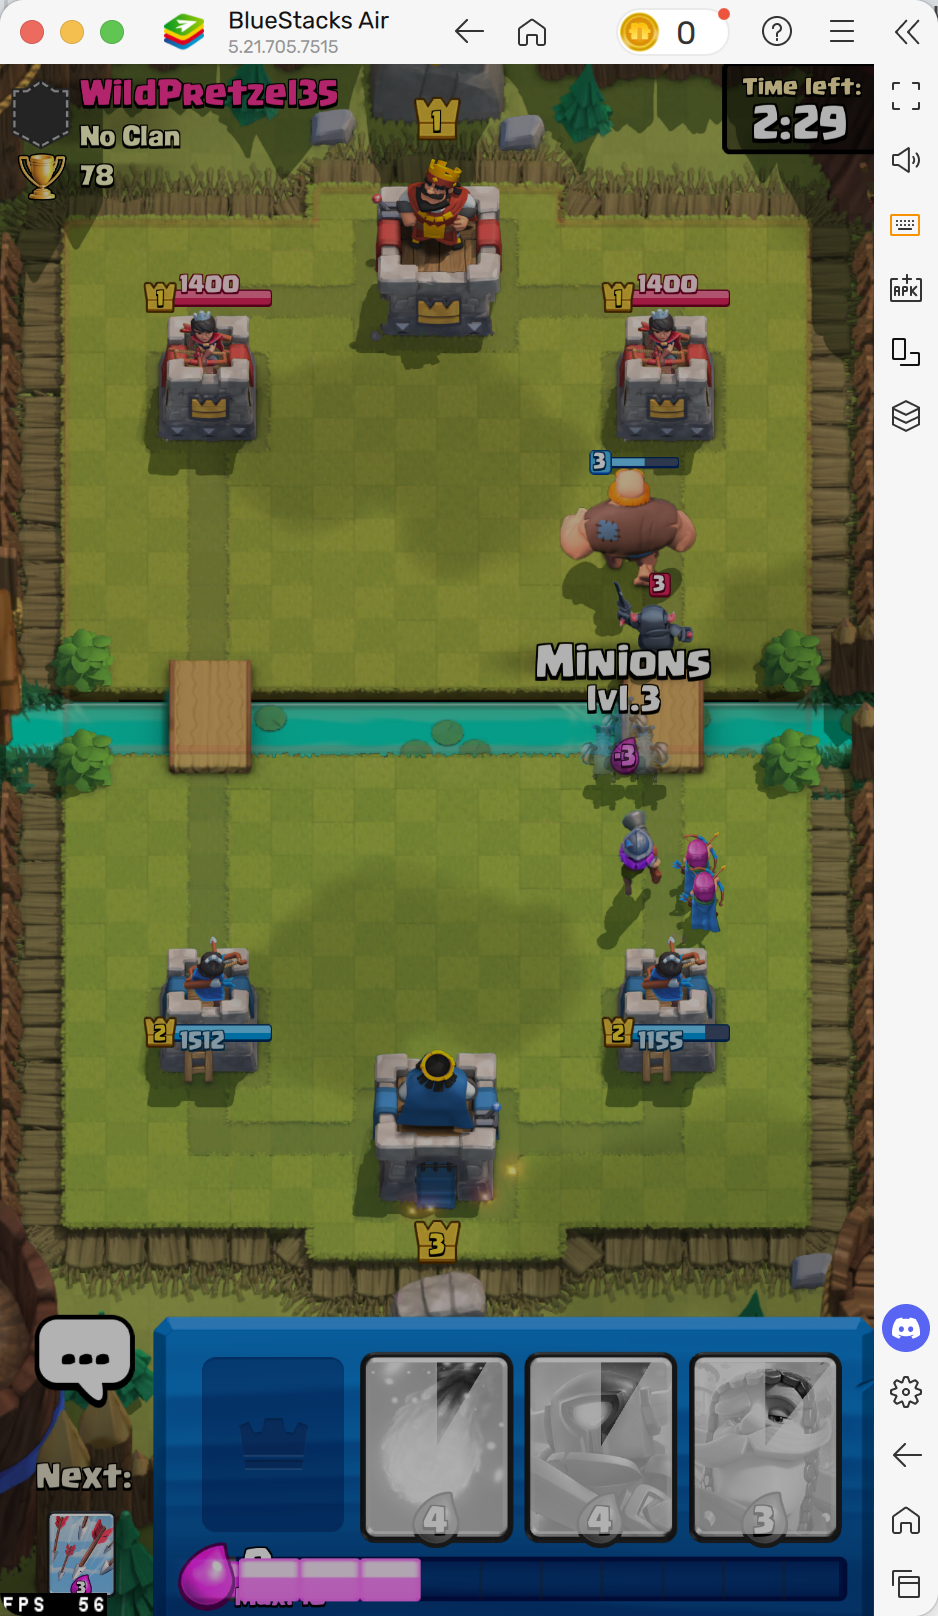 BlueStacks Air
5.21.705.7515
0
WildPretzel35
No Clan
78
1
Time left:
2:29
1
1400
1
1400
3
3
Minions
lvl.3
-3
2
1512
2
1155
3
...
Next:
4
4
3
3
FPS 56
APK